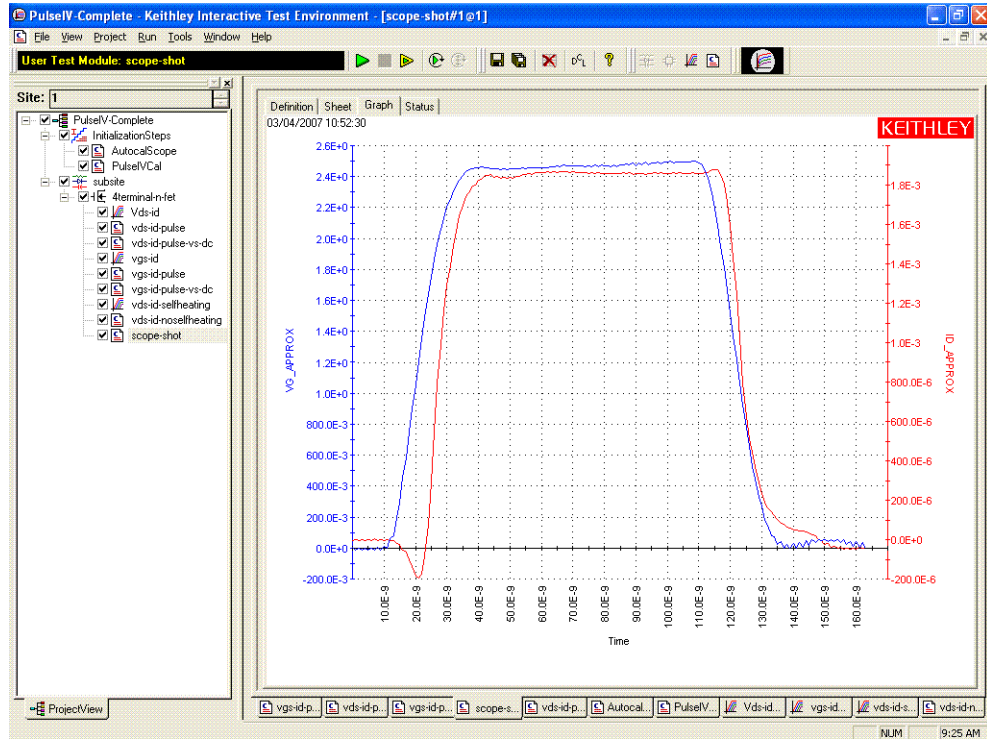 PulseIV-Complete - Keithley Interactive Test Environment - [scope-shot#1@1]
File View Project Run Tools Window Help
User Test Module: scope-shot
Site: 1
PulseIV-Complete
InitializationSteps
AutocalScope
PulseIVCal
subsite
4terminal-n-fet
Vds-id
vds-id-pulse
vds-id-pulse-vs-dc
vgs-id
vgs-id-pulse
vgs-id-pulse-vs-dc
vds-id-selfheating
vds-id-noselfheating
scope-shot
ProjectView
Definition Sheet Graph Status
03/04/2007 10:52:30
KEITHLEY
2.6E+0
2.4E+0
2.2E+0
2.0E+0
1.8E+0
1.6E+0
1.4E+0
1.2E+0
1.0E+0
800.0E-3
600.0E-3
400.0E-3
200.0E-3
0.0E+0
-200.0E-3
VG_APPROX
1.8E-3
1.6E-3
1.4E-3
1.2E-3
1.0E-3
800.0E-6
600.0E-6
400.0E-6
200.0E-6
0.0E+0
-200.0E-6
ID_APPROX
10.0E-9
20.0E-9
30.0E-9
40.0E-9
50.0E-9
60.0E-9
70.0E-9
80.0E-9
90.0E-9
100.0E-9
110.0E-9
120.0E-9
130.0E-9
140.0E-9
150.0E-9
160.0E-9
Time
vgs-id-p... vds-id-p... vgs-id-p... scope-s... vds-id-p... Autocal... PulseIV... Vds-id... vgs-id... vds-id-s... vds-id-n...
NUM 9:25 AM